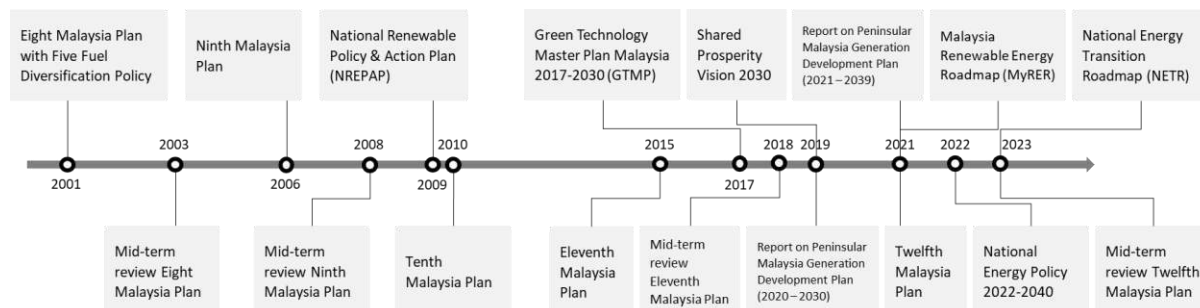 Eight Malaysia Plan
with Five Fuel
Diversification Policy
Ninth Malaysia
Plan
National Renewable
Policy & Action Plan
(NREPAP)
Green Technology
Master Plan Malaysia
2017-2030 (GTMP)
Shared
Prosperity
Vision 2030
Report on Peninsular
Malaysia Generation
Development Plan
(2021–2039)
Malaysia
Renewable Energy
Roadmap (MyRER)
National Energy
Transition
Roadmap (NETR)
2001
2003
2006
2008
2009
2010
2015
2017
2018
2019
2021
2022
2023
Mid-term
review Eight
Malaysia Plan
Mid-term
review Ninth
Malaysia Plan
Tenth
Malaysia Plan
Eleventh
Malaysia
Plan
Mid-term
review
Eleventh
Malaysia Plan
Report on Peninsular
Malaysia Generation
Development Plan
(2020–2030)
Twelfth
Malaysia
Plan
National
Energy Policy
2022-2040
Mid-term
review Twelfth
Malaysia Plan